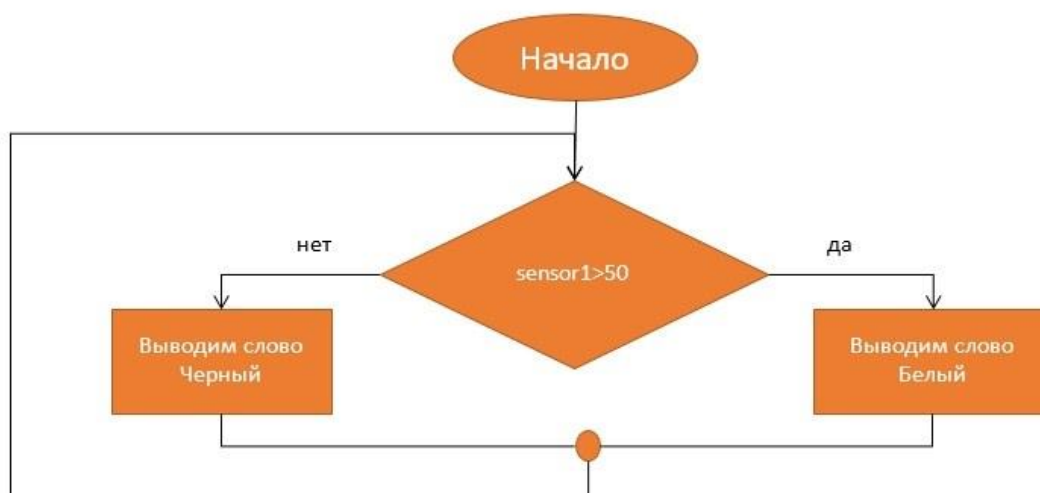 Начало
нет
да
sensor1>50
Выводим слово
Черный
Выводим слово
Белый